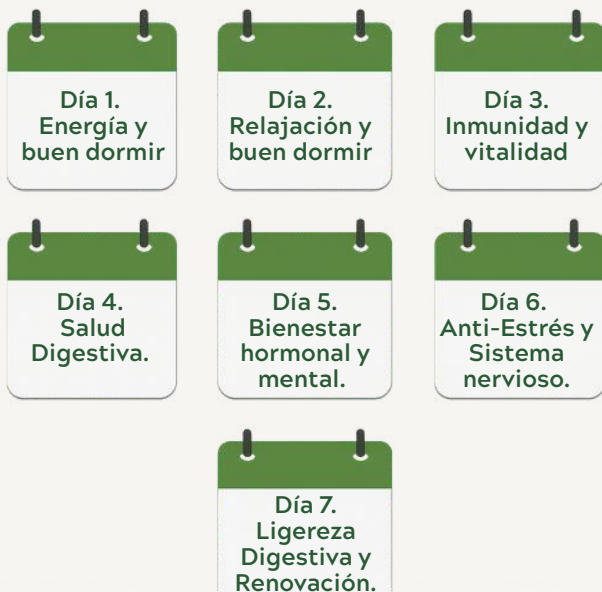 Día 1.
Energía y
buen dormir
Día 2.
Relajación y
buen dormir
Día 3.
Inmunidad y
vitalidad
Día 4.
Salud
Digestiva.
Día 5.
Bienestar
hormonal y
mental.
Día 6.
Anti-Estrés y
Sistema
nervioso.
Día 7.
Ligereza
Digestiva y
Renovación.